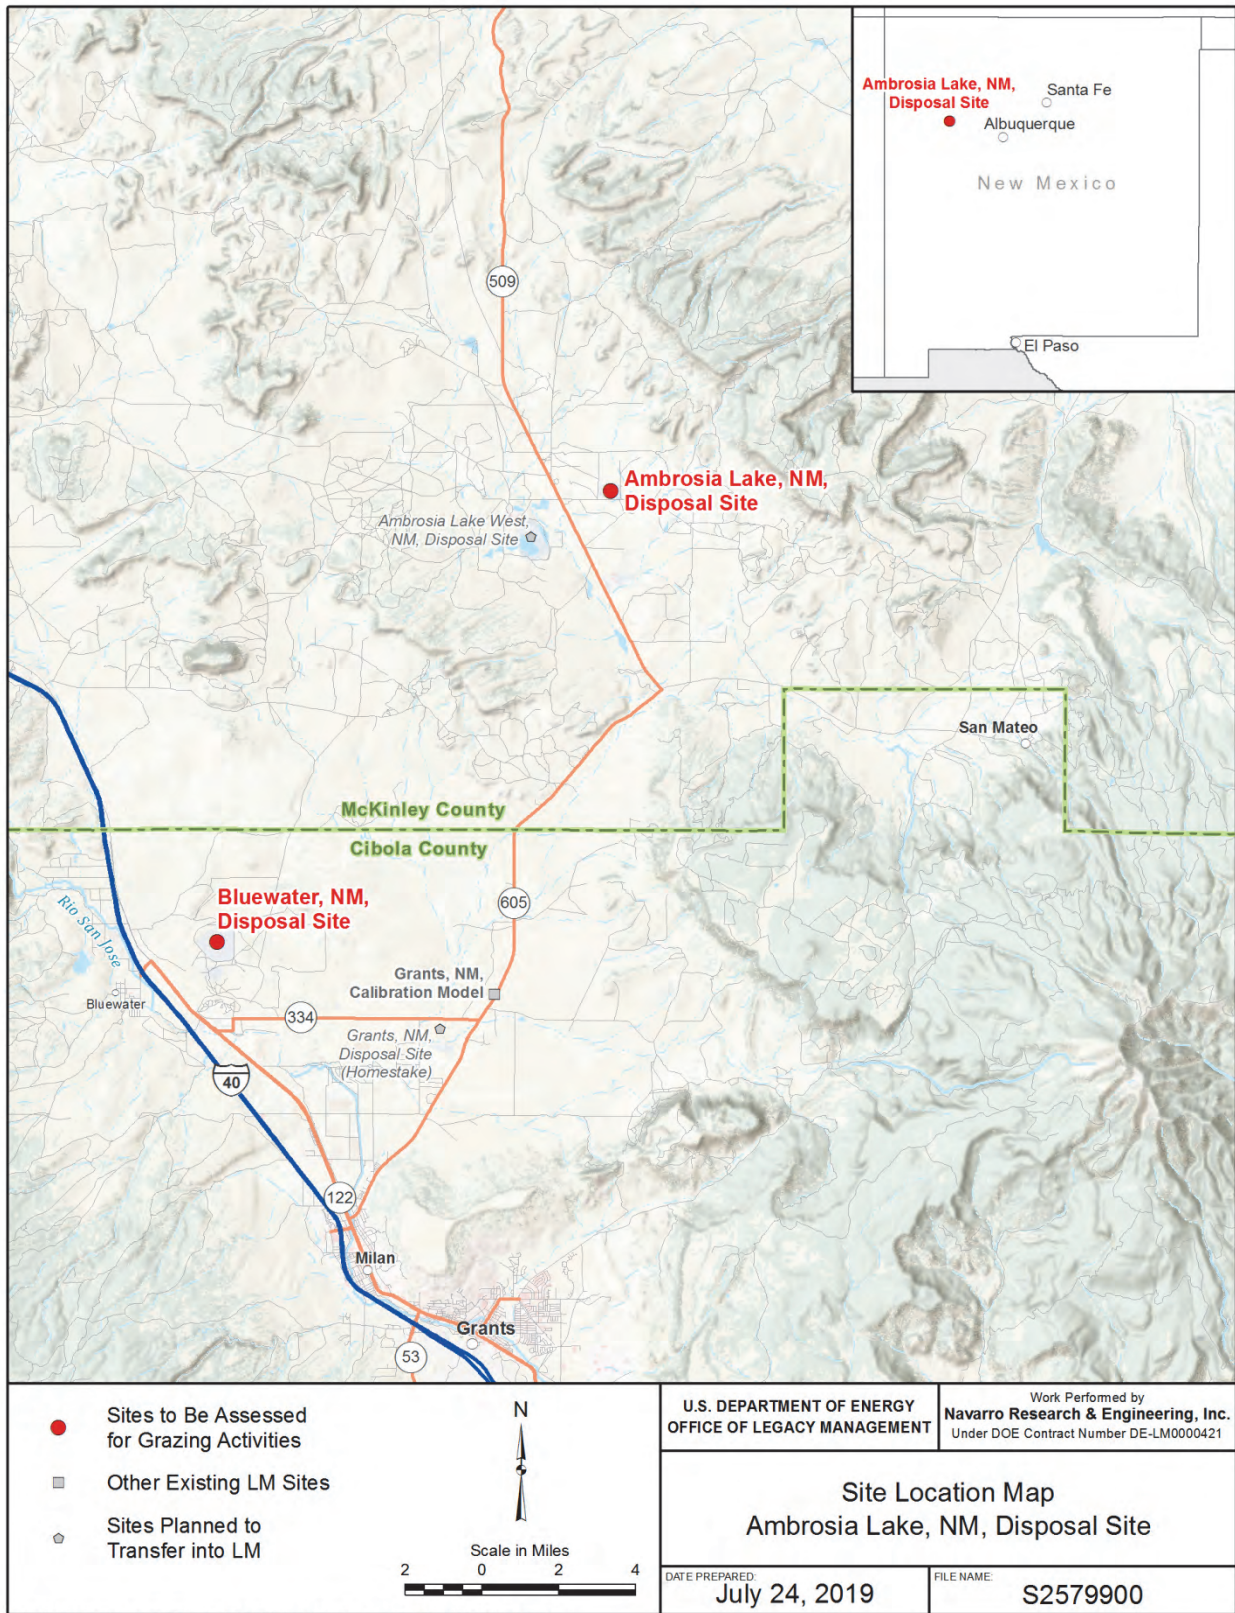 Ambrosia Lake, NM,
Disposal Site
Santa Fe
Albuquerque
New Mexico
El Paso
509
Ambrosia Lake, NM,
Disposal Site
Ambrosia Lake West,
NM, Disposal Site
San Mateo
McKinley County
Cibola County
Rio San Jose
Bluewater, NM,
Disposal Site
605
Grants, NM,
Calibration Model
Bluewater
334
Grants, NM,
Disposal Site
(Homestake)
40
122
Milan
Grants
53
Sites to Be Assessed
for Grazing Activities
Other Existing LM Sites
Sites Planned to
Transfer into LM
N
Scale in Miles
2 0 2 4
U.S. DEPARTMENT OF ENERGY
OFFICE OF LEGACY MANAGEMENT
Work Performed by
Navarro Research & Engineering, Inc.
Under DOE Contract Number DE-LM0000421
Site Location Map
Ambrosia Lake, NM, Disposal Site
DATE PREPARED:
July 24, 2019
FILE NAME:
S2579900